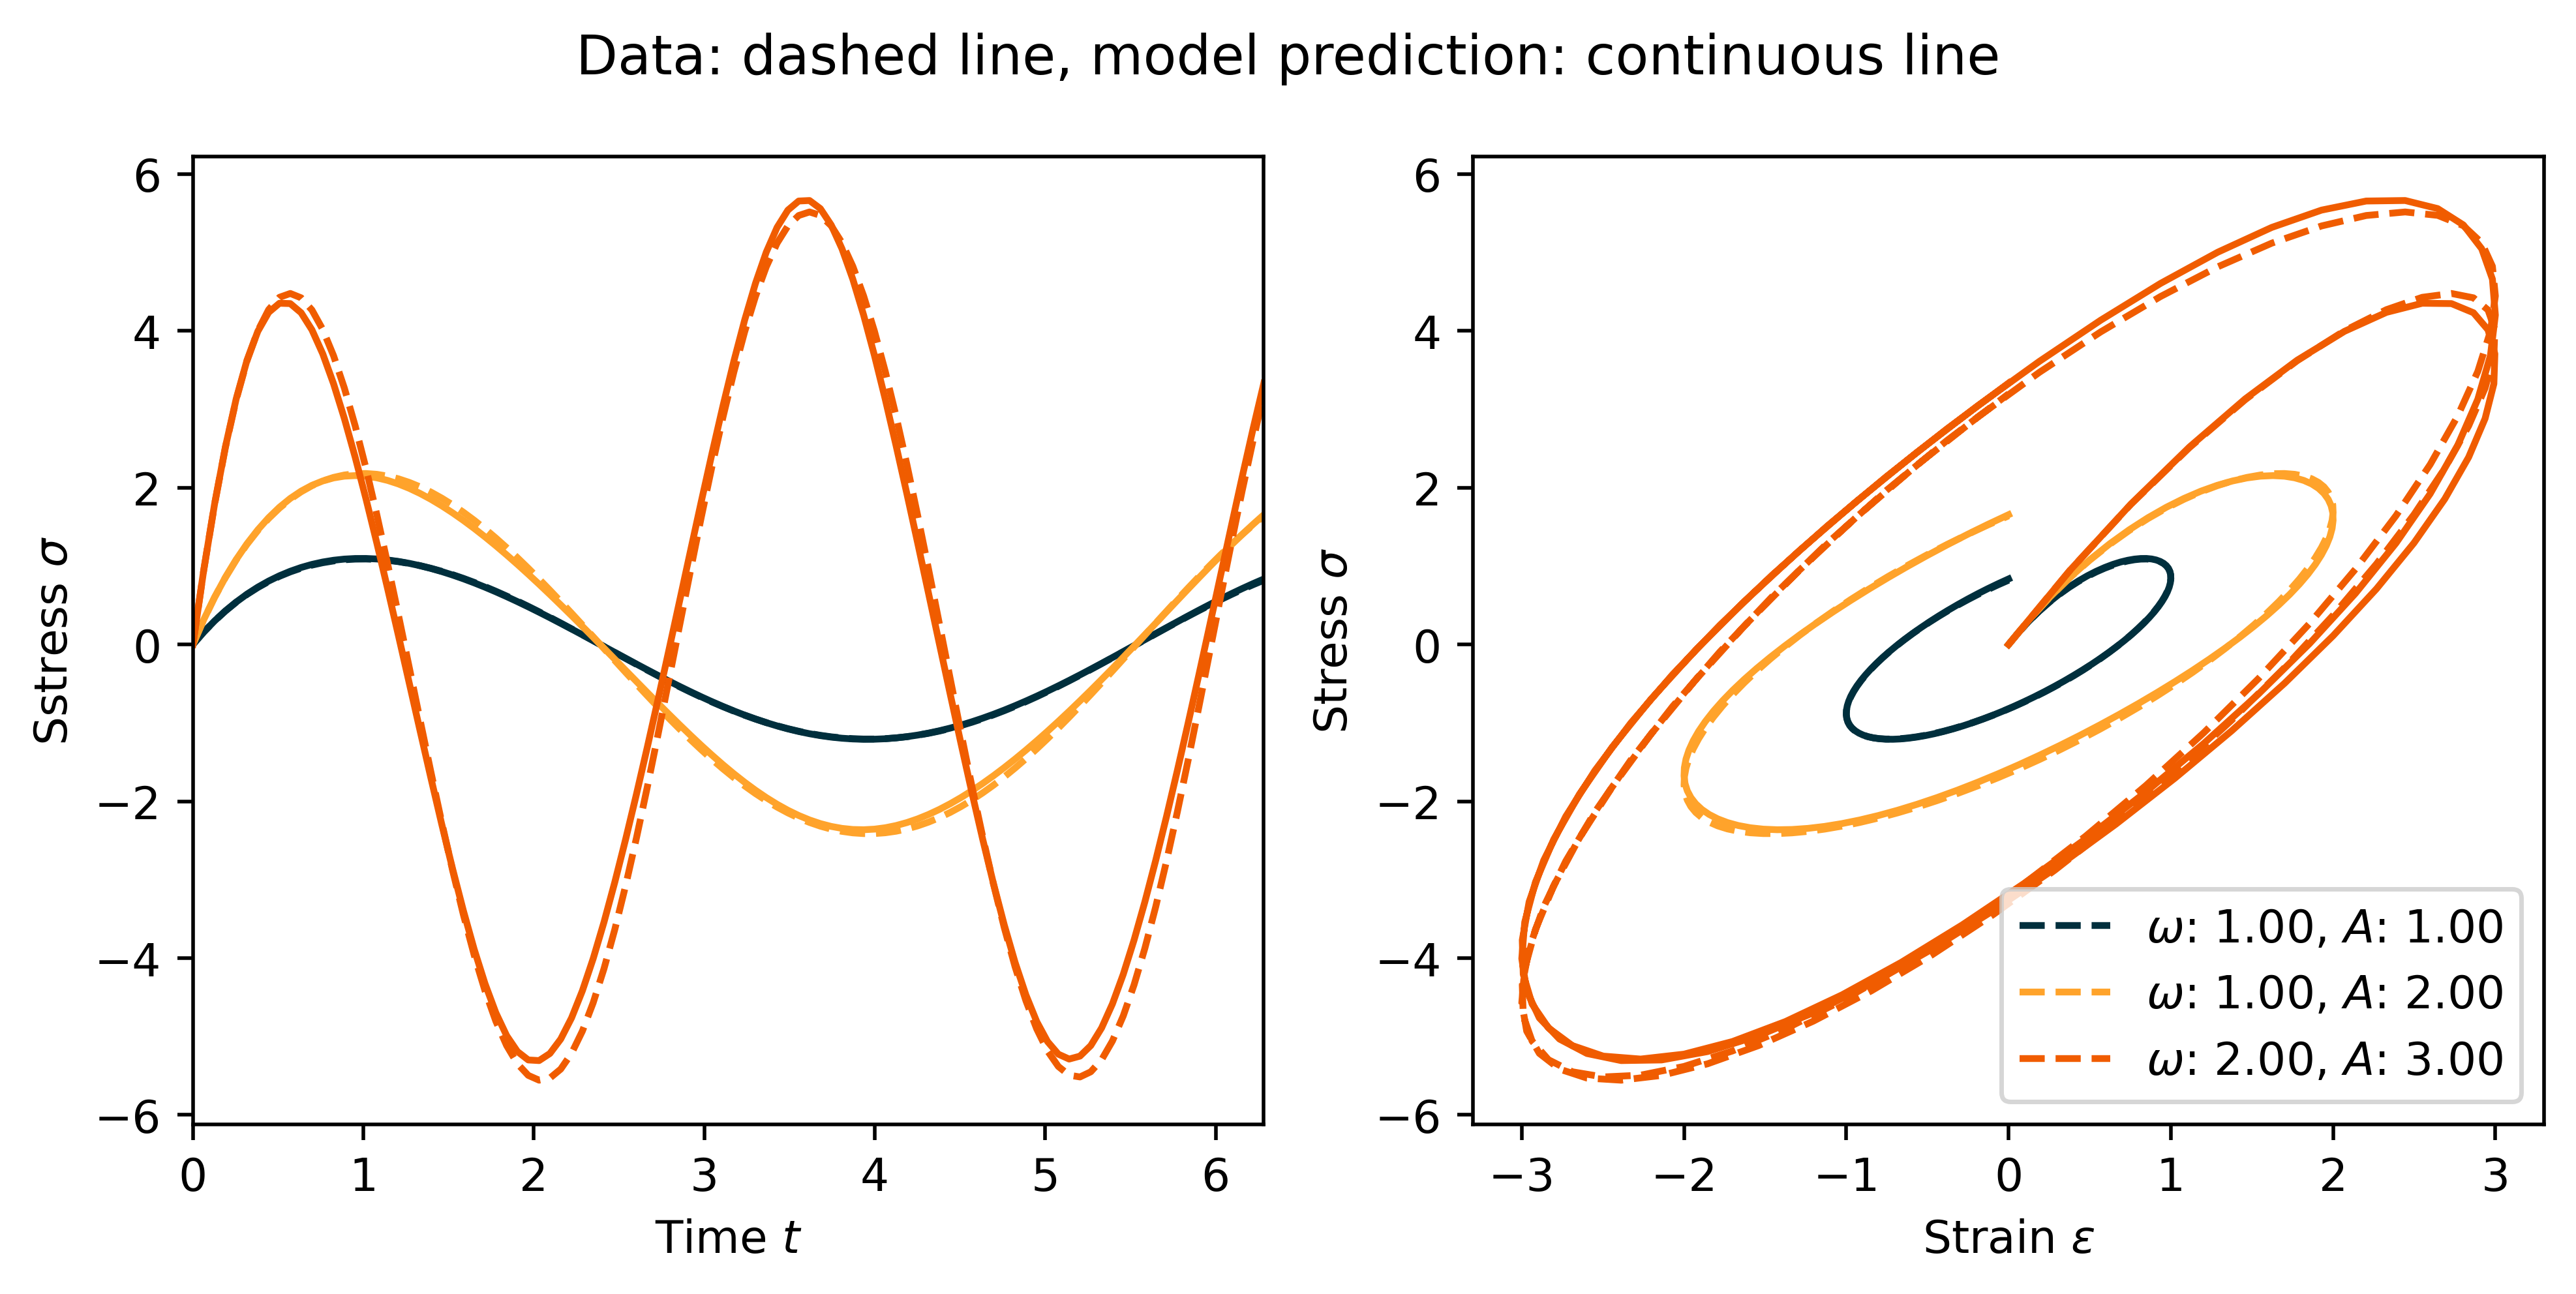 Data: dashed line, model prediction: continuous line
6
4
2
0
−2
−4
−6
Sstress σ
0 1 2 3 4 5 6
Time t
6
4
2
0
−2
−4
−6
Stress σ
−3 −2 −1 0 1 2 3
Strain ε
ω: 1.00, A: 1.00
ω: 1.00, A: 2.00
ω: 2.00, A: 3.00